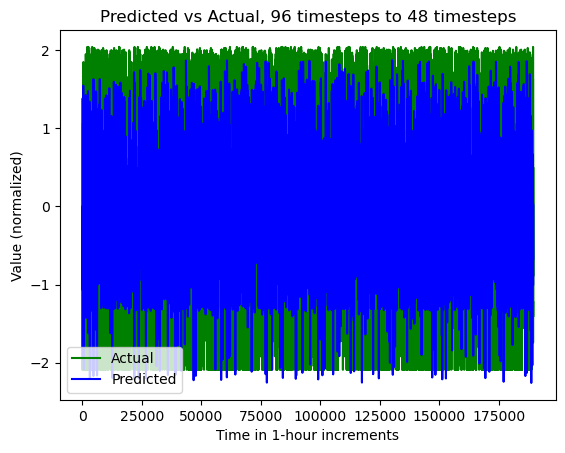 Predicted vs Actual, 96 timesteps to 48 timesteps
Value (normalized)
2
1
0
−1
−2
Actual
Predicted
0 25000 50000 75000 100000 125000 150000 175000
Time in 1-hour increments